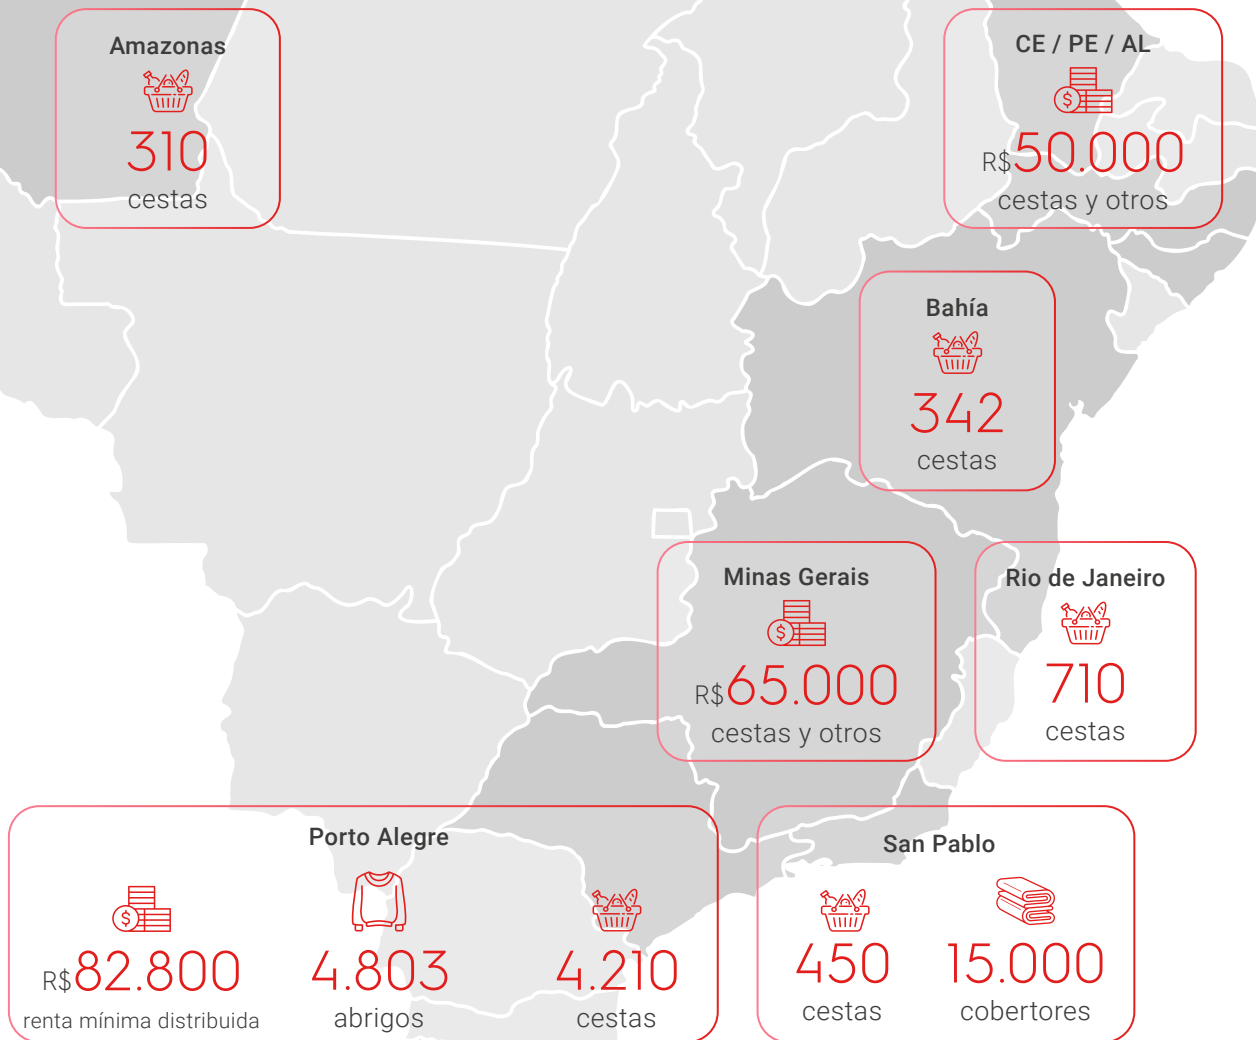 Amazonas
310
cestas
CE / PE / AL
R$50.000
cestas y otros
Bahía
342
cestas
Minas Gerais
R$65.000
cestas y otros
Rio de Janeiro
710
cestas
Porto Alegre
R$82.800
renta mínima distribuida
4.803
abrigos
4.210
cestas
San Pablo
450
cestas
15.000
cobertores